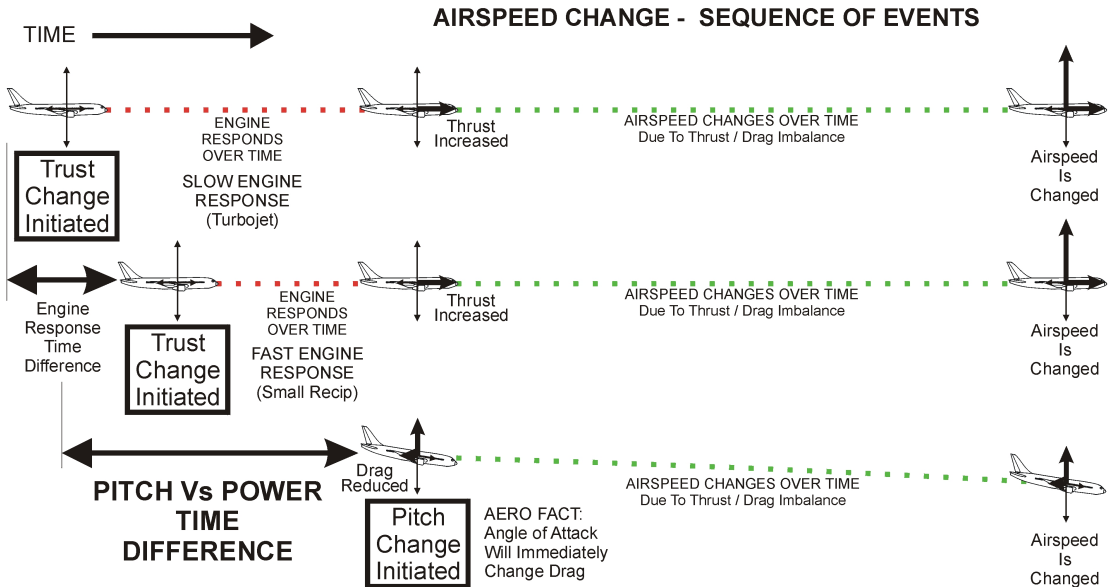 AIRSPEED CHANGE - SEQUENCE OF EVENTS
TIME
Trust
Change
Initiated
ENGINE
RESPONDS
OVER TIME
SLOW ENGINE
RESPONSE
(Turbojet)
Thrust
Increased
AIRSPEED CHANGES OVER TIME
Due To Thrust / Drag Imbalance
Airspeed
Is
Changed
Engine
Response
Time
Difference
Trust
Change
Initiated
ENGINE
RESPONDS
OVER TIME
FAST ENGINE
RESPONSE
(Small Recip)
Thrust
Increased
AIRSPEED CHANGES OVER TIME
Due To Thrust / Drag Imbalance
Airspeed
Is
Changed
PITCH Vs POWER
TIME
DIFFERENCE
Drag
Reduced
Pitch
Change
Initiated
AERO FACT:
Angle of Attack
Will Immediately
Change Drag
AIRSPEED CHANGES OVER TIME
Due To Thrust / Drag Imbalance
Airspeed
Is
Changed